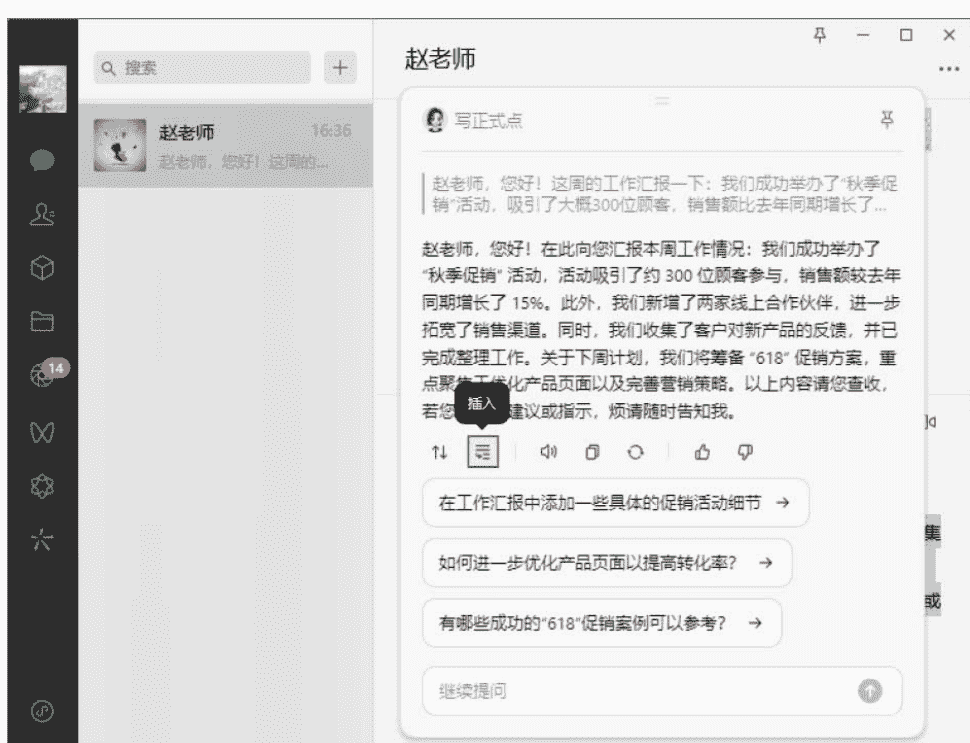 赵老师
搜索
赵老师
16:36
赵老师，您好！这周的...
14
写正式点
赵老师，您好！这周的工作汇报一下：我们成功举办了“秋季促
销”活动，吸引了大概300位顾客，销售额比去年同期增长了...
赵老师，您好！在此向您汇报本周工作情况：我们成功举办了
“秋季促销” 活动，活动吸引了约 300 位顾客参与，销售额较去年
同期增长了 15%。此外，我们新增了两家线上合作伙伴，进一步
拓宽了销售渠道。同时，我们收集了客户对新产品的反馈，并已
完成整理工作。关于下周计划，我们将筹备 “618” 促销方案，重
点聚集于优化产品页面以及完善营销策略。以上内容请您查收，
若您 建议或指示，烦请随时告知我。
插入
在工作汇报中添加一些具体的促销活动细节 →
如何进一步优化产品页面以提高转化率？ →
有哪些成功的“618”促销案例可以参考？ →
继续提问
集
或